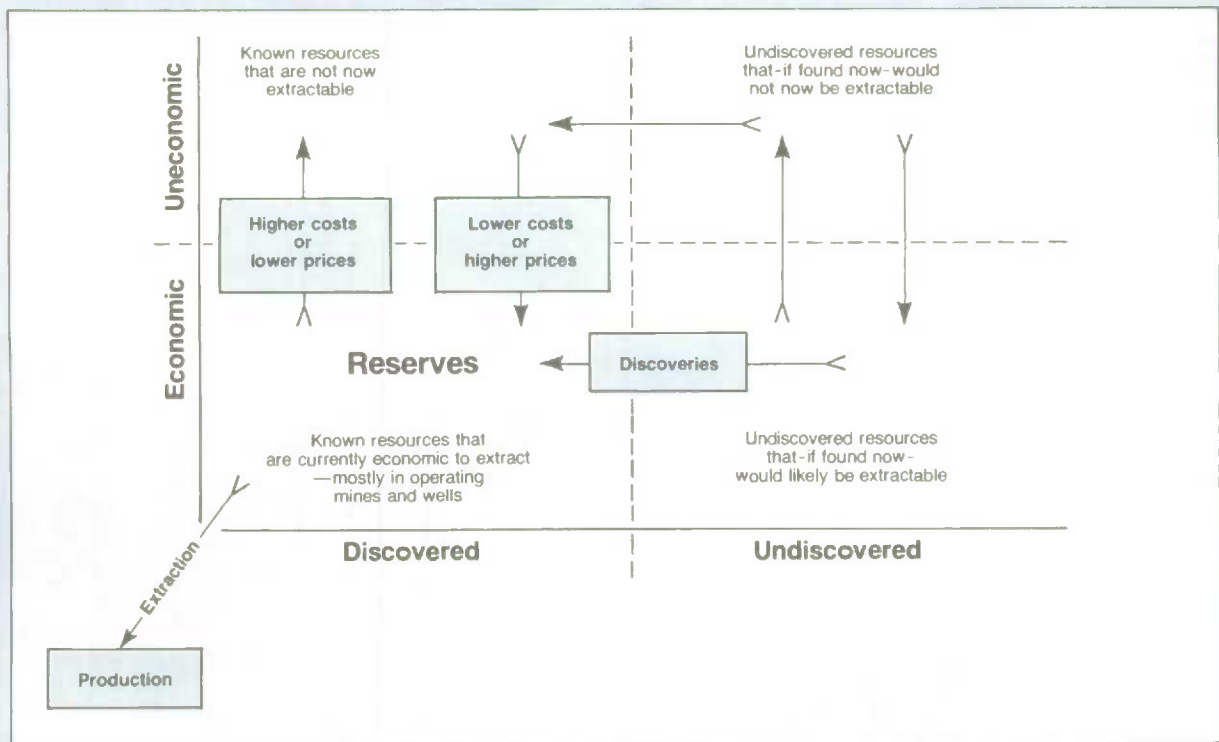 Uneconomic
Known resources
that are not now
extractable
Undiscovered resources
that-if found now-would
not now be extractable
Higher costs
or
lower prices
Lower costs
or
higher prices
Economic
Reserves
Discoveries
Known resources that
are currently economic to extract
—mostly in operating
mines and wells
Undiscovered resources
that-if found now-
would likely be extractable
Discovered
Undiscovered
Extraction
Production